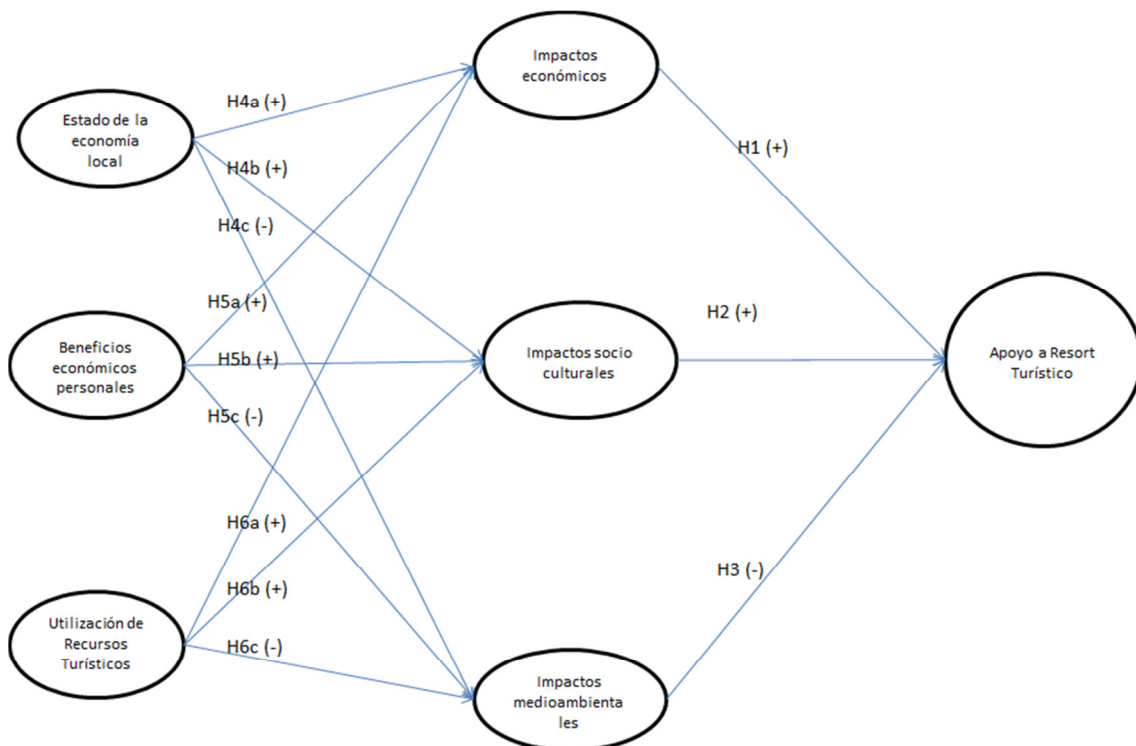 Impactos
económicos
H4a (+)
Estado de la
economía
local
H1 (+)
H4b (+)
H4c (-)
H5a (+)
H2 (+)
Beneficios
económicos
personales
H5b (+)
Impactos socio
culturales
Apoyo a Resort
Turístico
H5c (-)
H6a (+)
H3 (-)
H6b (+)
Utilización de
Recursos
Turísticos
H6c (-)
Impactos
medioambienta
les